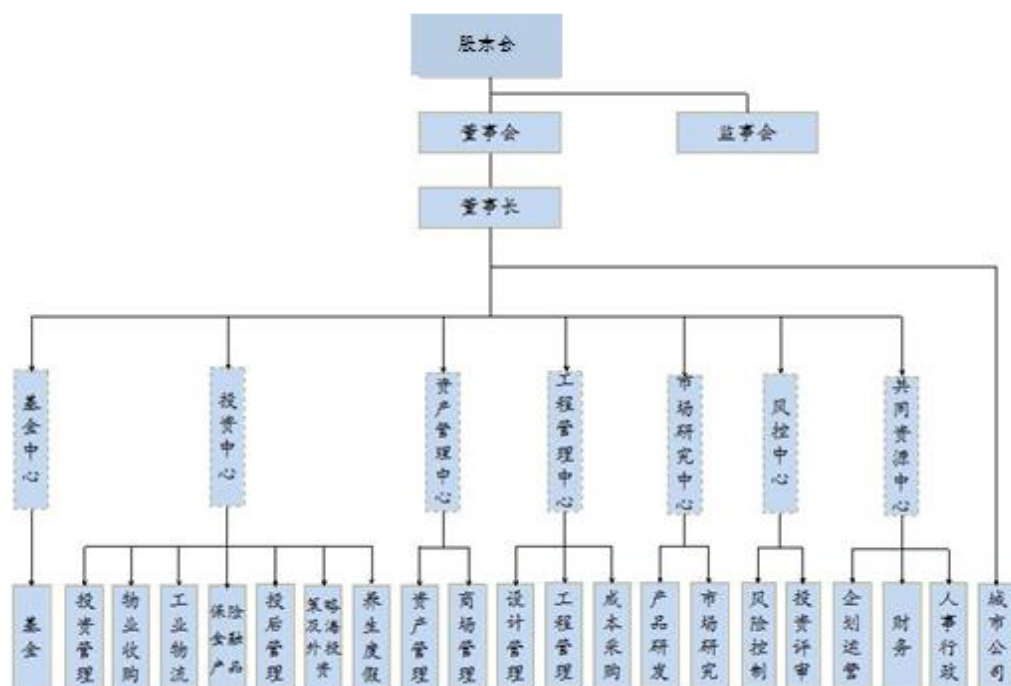 股东会
董事会
监事会
董事长
基金中心
投资中心
资产管理中心
工程管理中心
市场研究中心
风控中心
共同资源中心
基金
投资管理
物业收购
工业物流
保险金融产品
投后管理
策略及海外投资
养生度假
资产管理
商场管理
设计管理
工程管理
成本采购
产品研发
市场研究
风险控制
投资评审
企划运营
财务
人事行政
城市公司